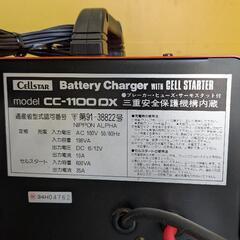 CELLSTAR Battery Charger WITH CELL STARTER
●ブレーカー・ヒューズ・サーモスタット付
model CC-1100DX 三重安全保護機構内蔵
通産省型式認可番号 〒第91-38822号
NIPPON ALPHA
定格 充電 入力電圧 AC 100V 50/60Hz
入力容量 198VA
出力電圧 DC 6・12V
出力電流 10A
セルスタート 入力容量 600VA
出力電流 35A
94H04762